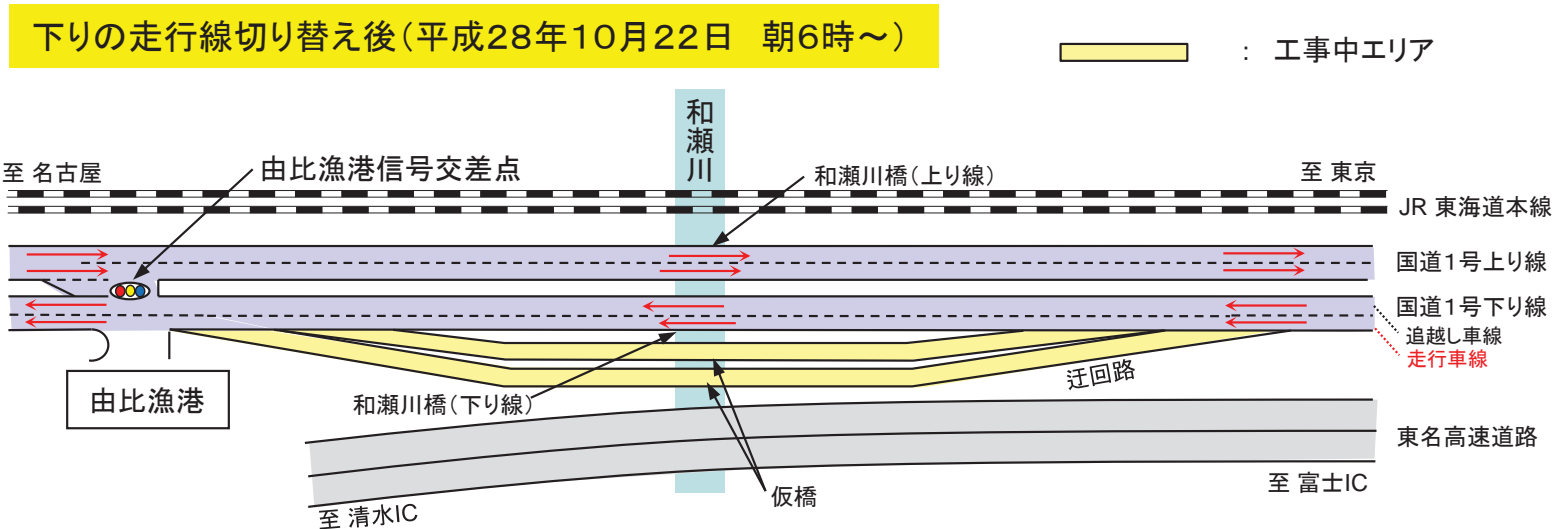 下りの走行線切り替え後(平成28年10月22日　朝6時～)
： 工事中エリア
和瀬川
至 名古屋
由比漁港信号交差点
和瀬川橋(上り線)
至 東京
JR 東海道本線
国道1号上り線
国道1号下り線
追越し車線
走行車線
迂回路
由比漁港
和瀬川橋(下り線)
東名高速道路
仮橋
至 富士IC
至 清水IC